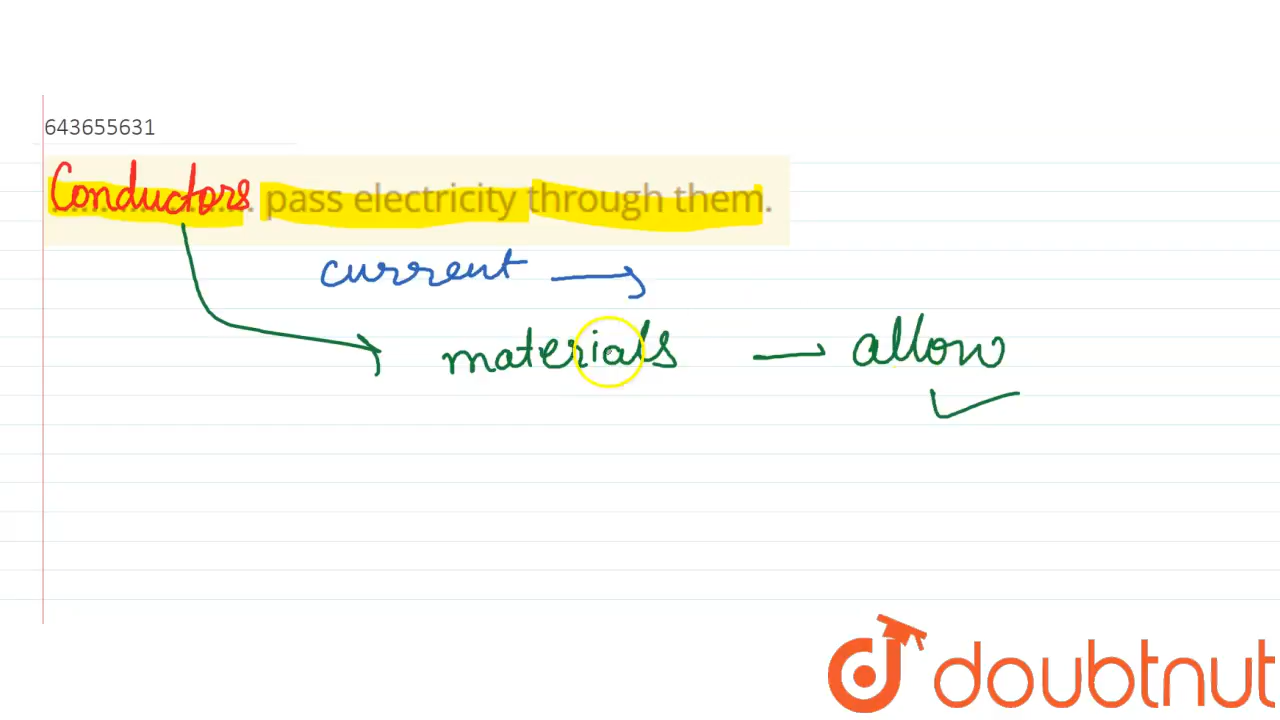 643655631
Conductors pass electricity through them.
current
materials allow
doubtnut